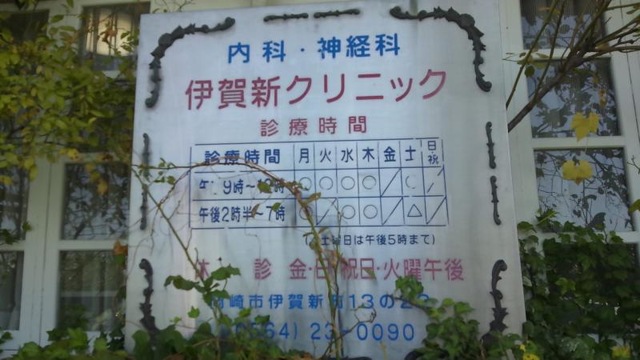 内科・神経科
伊賀新クリニック
診療時間
診療時間 月 火 水 木 金 土 日・祝
9時〜 時 ○ ○ ○ ○ / ○ /
午後2時半〜7時 ○ / ○ ○ / △ /
土曜日は午後5時まで)
休 診 金・日・祝日・火曜午後
崎市伊賀新町13の2
64) 23-0090